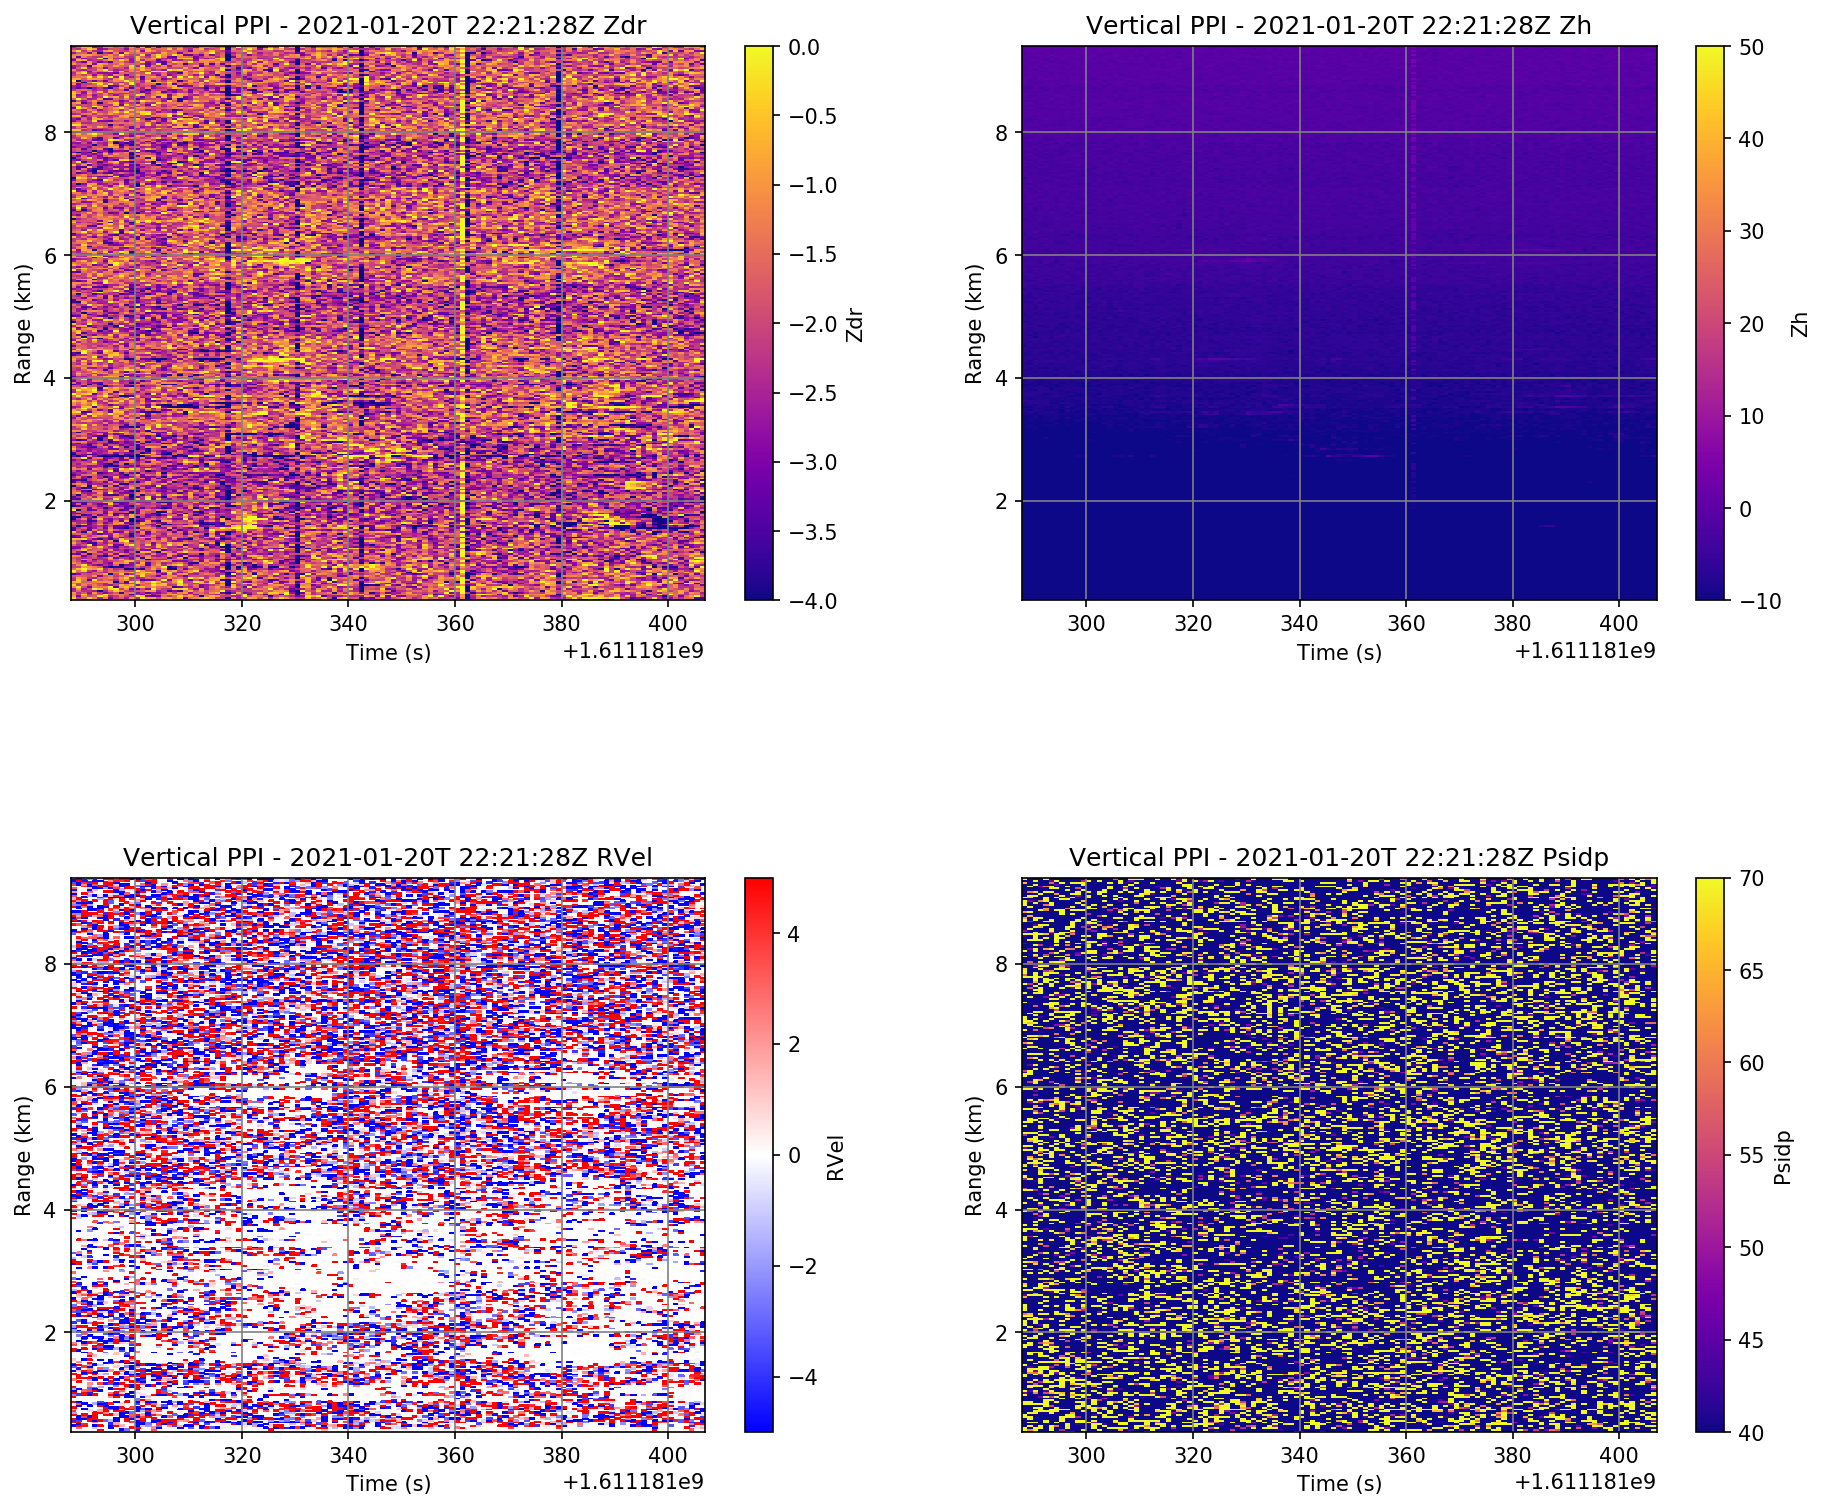 Vertical PPI - 2021-01-20T 22:21:28Z Zdr
Range (km)
8
6
4
2
300 320 340 360 380 400
Time (s)
+1.611181e9
0.0
−0.5
−1.0
−1.5
−2.0
−2.5
−3.0
−3.5
−4.0
Zdr
Vertical PPI - 2021-01-20T 22:21:28Z Zh
Range (km)
8
6
4
2
300 320 340 360 380 400
Time (s)
+1.611181e9
50
40
30
20
10
0
−10
Zh
Vertical PPI - 2021-01-20T 22:21:28Z RVel
Range (km)
8
6
4
2
300 320 340 360 380 400
Time (s)
+1.611181e9
4
2
0
−2
−4
RVel
Vertical PPI - 2021-01-20T 22:21:28Z Psidp
Range (km)
8
6
4
2
300 320 340 360 380 400
Time (s)
+1.611181e9
70
65
60
55
50
45
40
Psidp